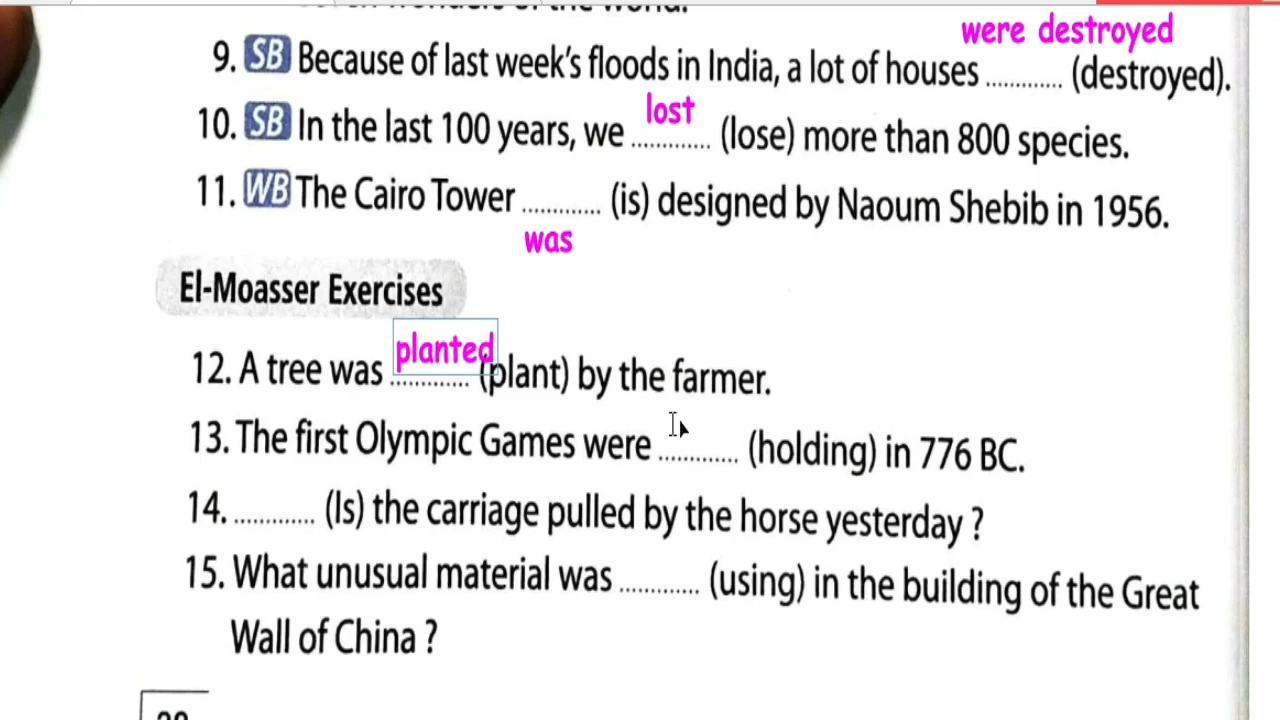 were destroyed
9. SB Because of last week's floods in India, a lot of houses ............ (destroyed).
lost
10. SB In the last 100 years, we ............ (lose) more than 800 species.
11. WB The Cairo Tower ............ (is) designed by Naoum Shebib in 1956.
was
El-Moasser Exercises
planted
12. A tree was ............ (plant) by the farmer.
13. The first Olympic Games were ............ (holding) in 776 BC.
14. ............ (Is) the carriage pulled by the horse yesterday ?
15. What unusual material was ............ (using) in the building of the Great
Wall of China ?